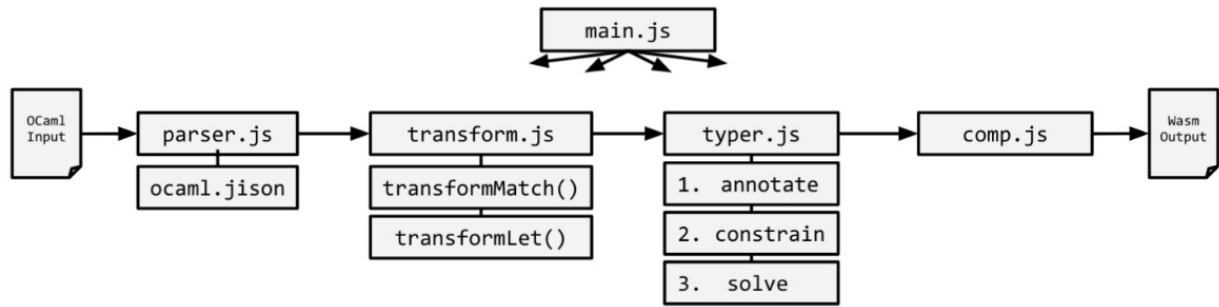 main.js
OCaml
Input
parser.js
transform.js
typer.js
comp.js
Wasm
Output
ocaml.jison
transformMatch()
1. annotate
transformLet()
2. constrain
3. solve